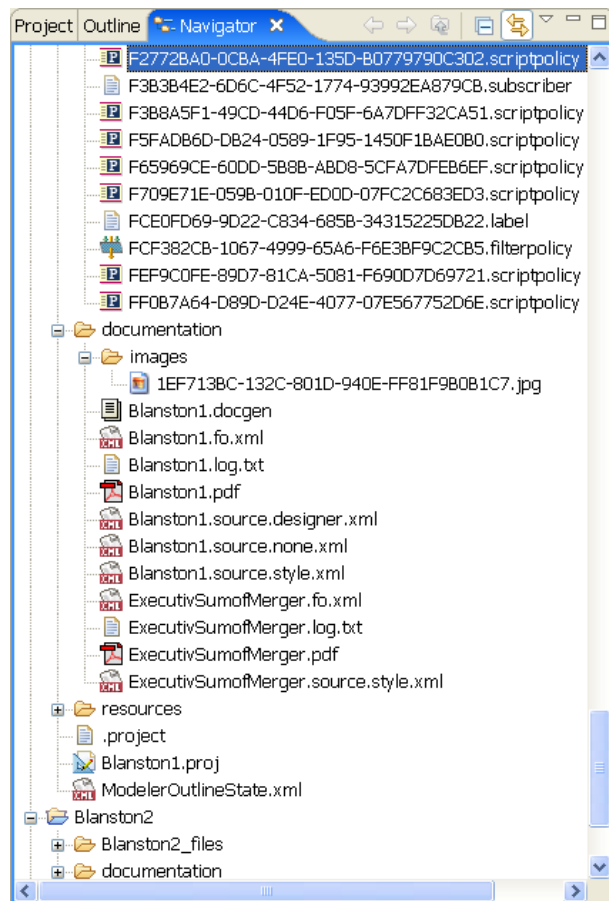 Project Outline Navigator
F2772BA0-0CBA-4FE0-135D-B0779790C302.scriptpolicy
F3B3B4E2-6D6C-4F52-1774-93992EA879CB.subscriber
F3B8A5F1-49CD-44D6-F05F-6A7DFF32CA51.scriptpolicy
F5FADB6D-DB24-0589-1F95-1450F1BAE0B0.scriptpolicy
F65969CE-60DD-5B8B-ABD8-5CFA7DFEB6EF.scriptpolicy
F709E71E-059B-010F-ED0D-07FC2C683ED3.scriptpolicy
FCE0FD69-9D22-C834-685B-34315225DB22.label
FCF382CB-1067-4999-65A6-F6E3BF9C2CB5.filterpolicy
FEF9C0FE-89D7-81CA-5081-F690D7D69721.scriptpolicy
FF0B7A64-D89D-D24E-4077-07E567752D6E.scriptpolicy
documentation
images
1EF713BC-132C-801D-940E-FF81F9B0B1C7.jpg
Blanston1.docgen
Blanston1.fo.xml
Blanston1.log.txt
Blanston1.pdf
Blanston1.source.designer.xml
Blanston1.source.none.xml
Blanston1.source.style.xml
ExecutivSumofMerger.fo.xml
ExecutivSumofMerger.log.txt
ExecutivSumofMerger.pdf
ExecutivSumofMerger.source.style.xml
resources
.project
Blanston1.proj
ModelerOutlineState.xml
Blanston2
Blanston2_files
documentation